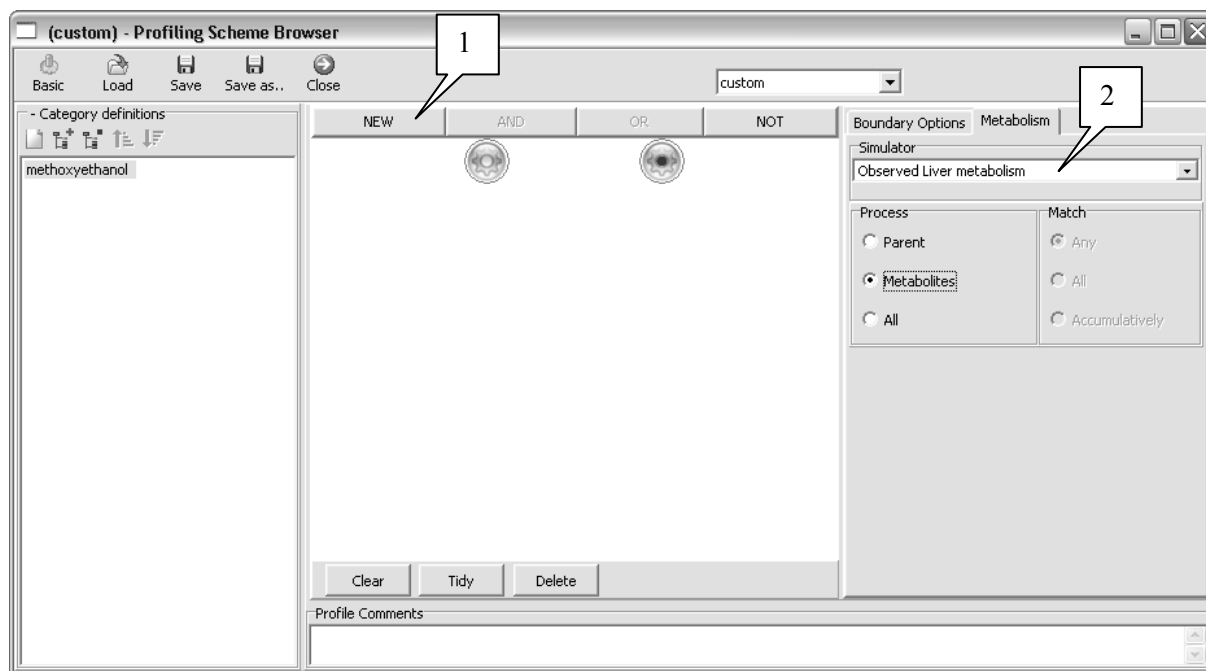 (custom) - Profiling Scheme Browser
1
Basic Load Save Save as.. Close
custom
2
- Category definitions
methoxyethanol
NEW AND OR NOT
Boundary Options Metabolism
Simulator
Observed Liver metabolism
Process Match
Parent Any
Metabolites All
All Accumulatively
Clear Tidy Delete
Profile Comments